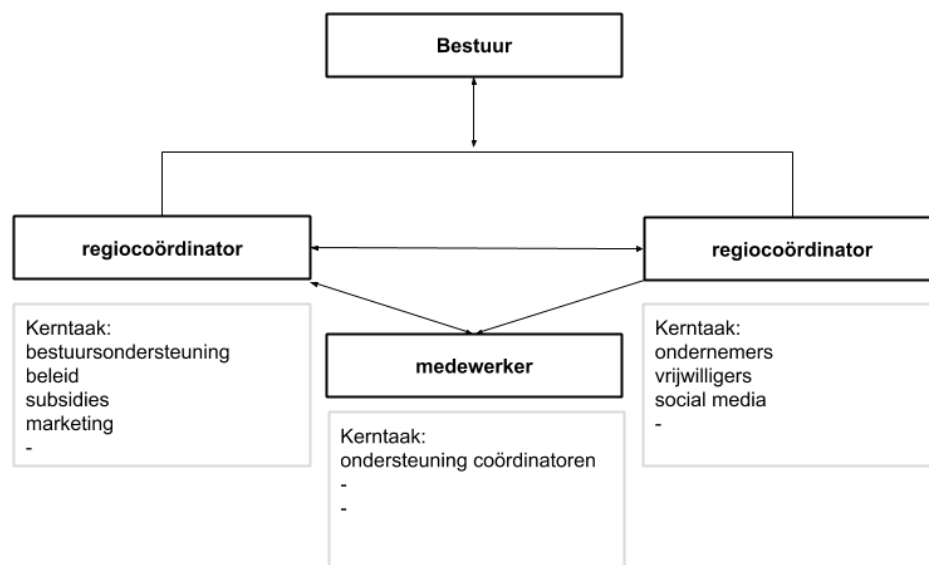 Bestuur
regiocoördinator
regiocoördinator
Kerntaak:
bestuursondersteuning
beleid
subsidies
marketing
-
medewerker
Kerntaak:
ondersteuning coördinatoren
-
-
Kerntaak:
ondernemers
vrijwilligers
social media
-